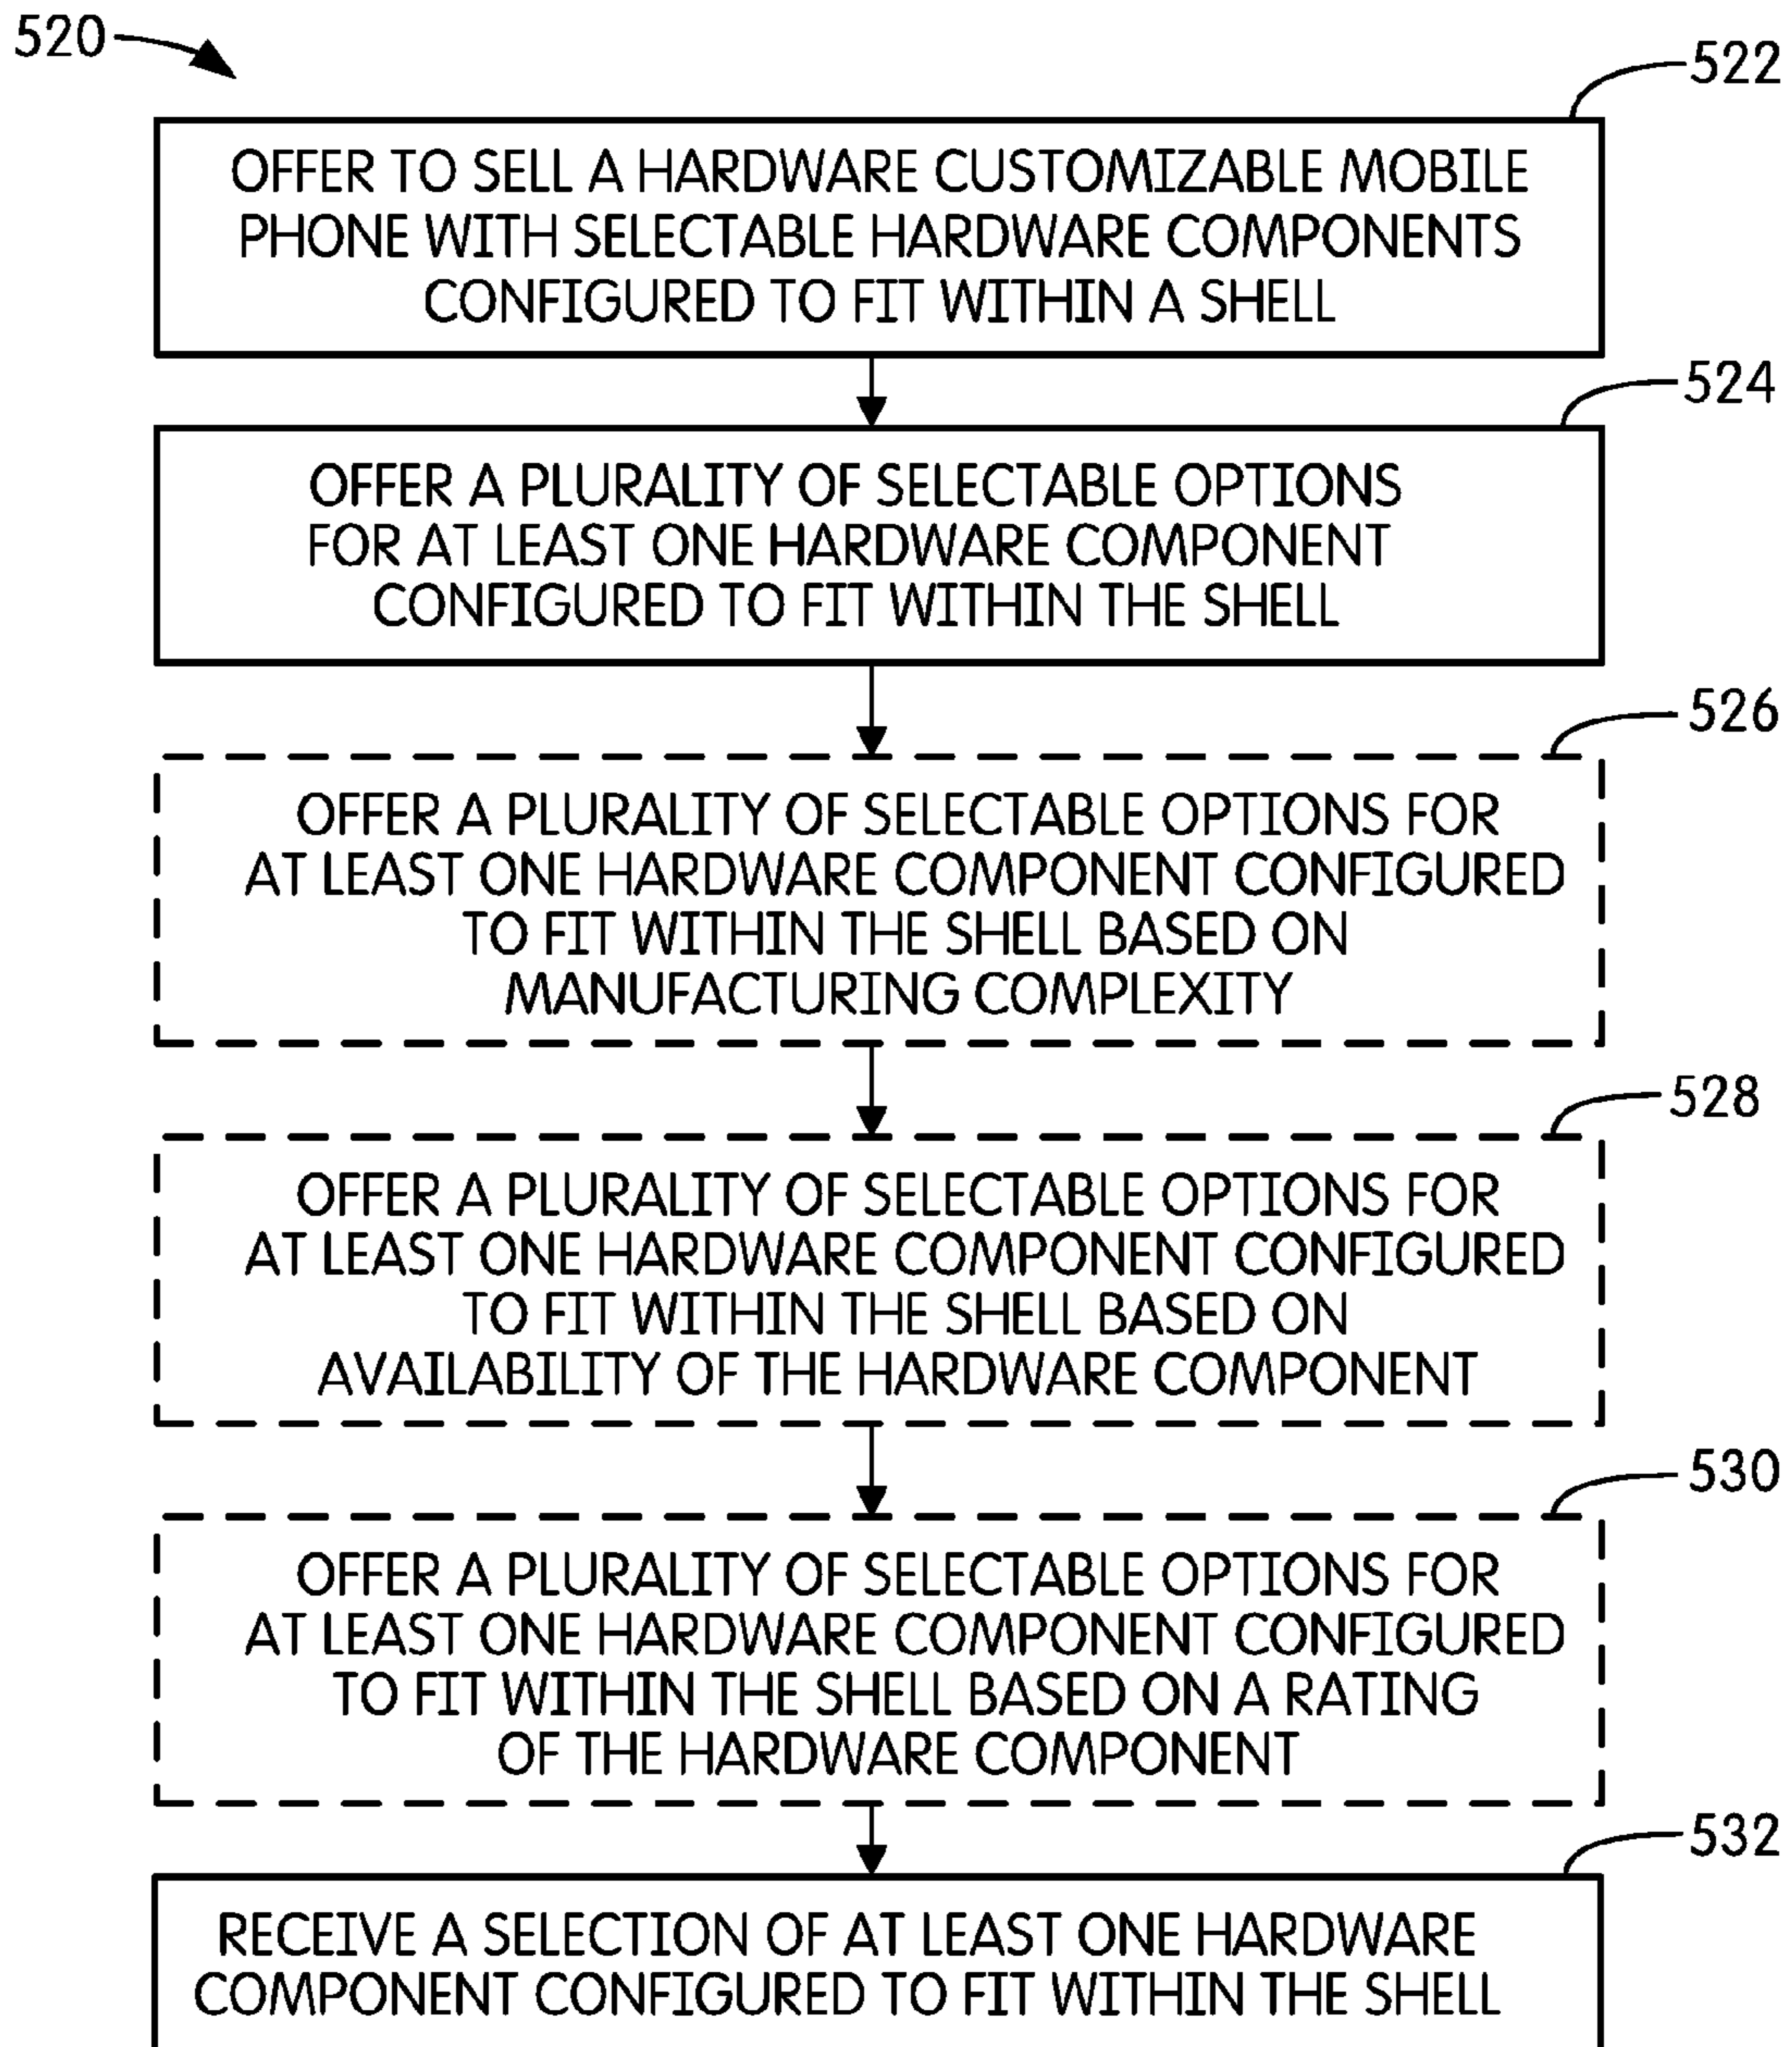 520
522
OFFER TO SELL A HARDWARE CUSTOMIZABLE MOBILE
PHONE WITH SELECTABLE HARDWARE COMPONENTS
CONFIGURED TO FIT WITHIN A SHELL
524
OFFER A PLURALITY OF SELECTABLE OPTIONS
FOR AT LEAST ONE HARDWARE COMPONENT
CONFIGURED TO FIT WITHIN THE SHELL
526
OFFER A PLURALITY OF SELECTABLE OPTIONS FOR
AT LEAST ONE HARDWARE COMPONENT CONFIGURED
TO FIT WITHIN THE SHELL BASED ON
MANUFACTURING COMPLEXITY
528
OFFER A PLURALITY OF SELECTABLE OPTIONS FOR
AT LEAST ONE HARDWARE COMPONENT CONFIGURED
TO FIT WITHIN THE SHELL BASED ON
AVAILABILITY OF THE HARDWARE COMPONENT
530
OFFER A PLURALITY OF SELECTABLE OPTIONS FOR
AT LEAST ONE HARDWARE COMPONENT CONFIGURED
TO FIT WITHIN THE SHELL BASED ON A RATING
OF THE HARDWARE COMPONENT
532
RECEIVE A SELECTION OF AT LEAST ONE HARDWARE
COMPONENT CONFIGURED TO FIT WITHIN THE SHELL